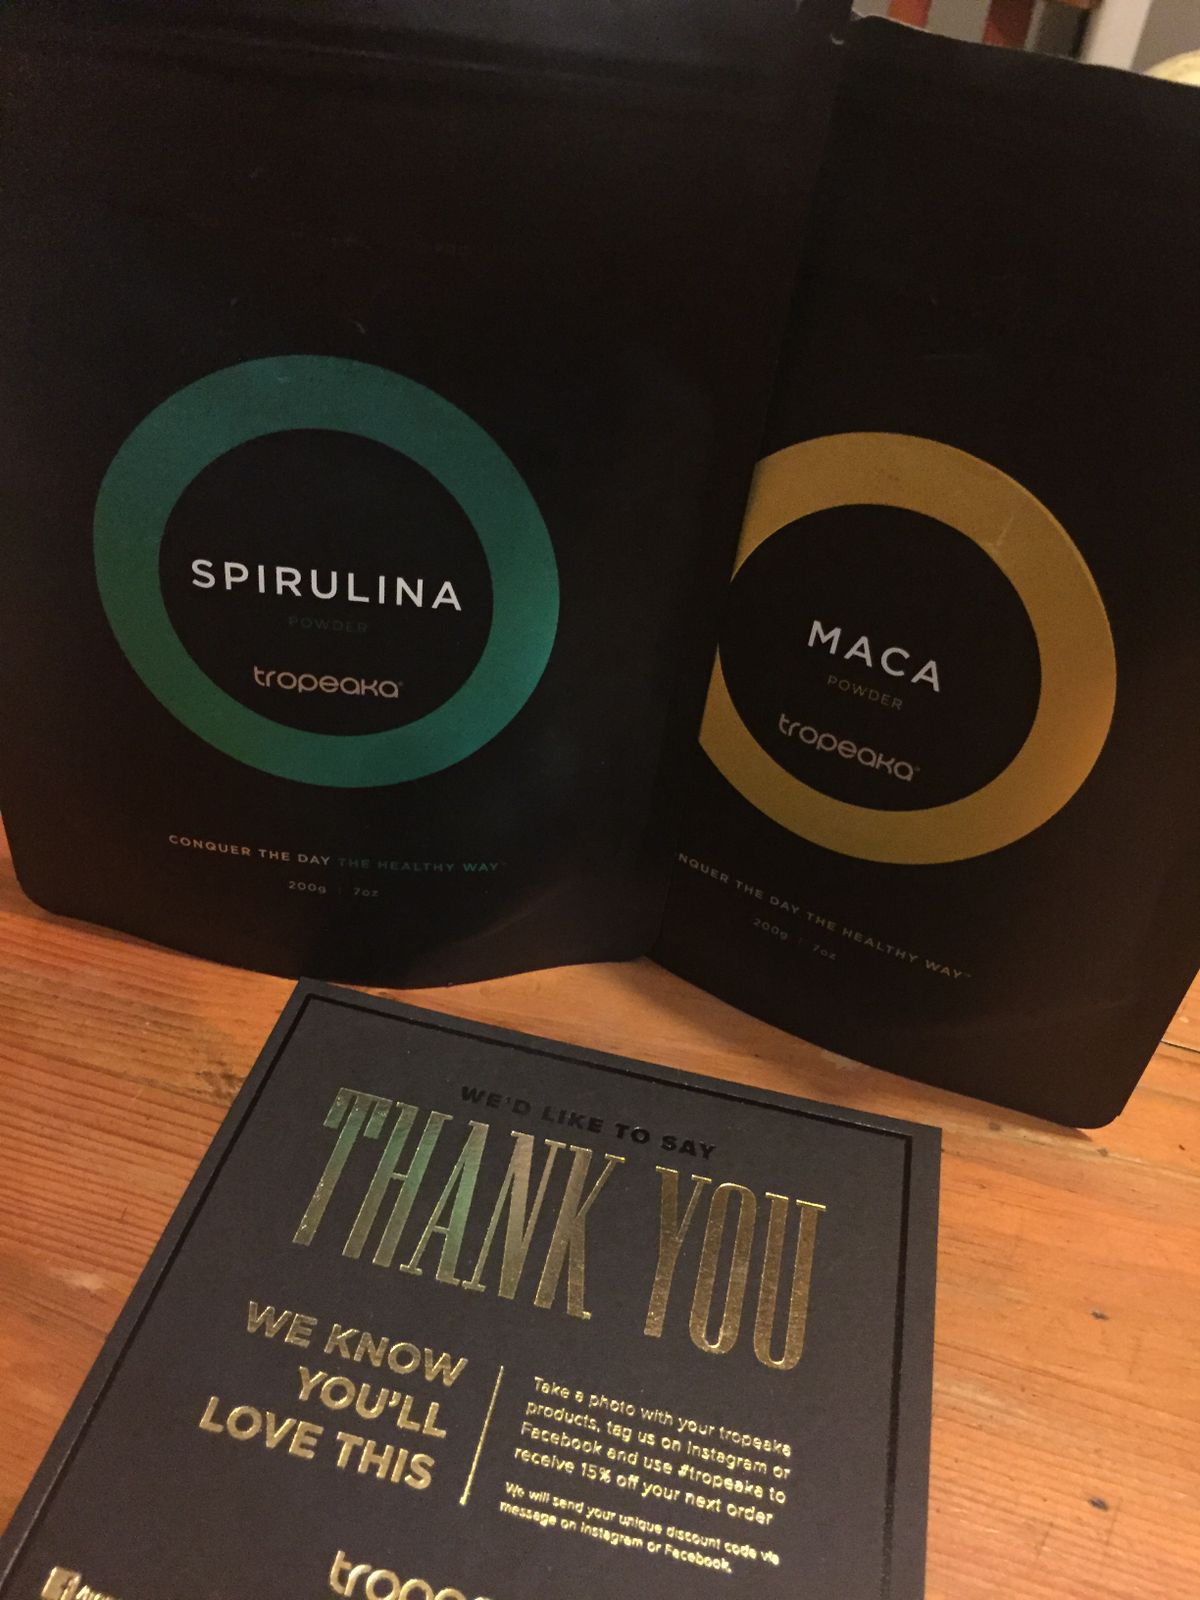 SPIRULINA
POWDER
tropeaka
CONQUER THE DAY THE HEALTHY WAY™
200g | 7oz
MACA
POWDER
tropeaka
NQUER THE DAY THE HEALTHY WAY™
200g | 7oz
WE'D LIKE TO SAY
THANK YOU
WE KNOW
YOU'LL
LOVE THIS
Take a photo with your tropeaka
products, tag us on Instagram or
Facebook and use #tropeaka to
receive 15% off your next order
We will send your unique discount code via
message on Instagram or Facebook.